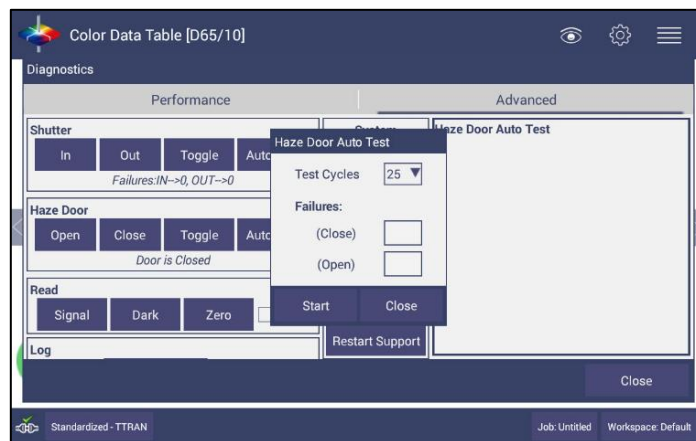 Color Data Table [D65/10]
Diagnostics
Performance
Advanced
Shutter
In Out Toggle
Failures:IN-->0, OUT-->0
Haze Door
Open Close Toggle
Door is Closed
Read
Signal Dark Zero
Log
Haze Door Auto Test
Test Cycles 25
Failures:
(Close)
(Open)
Start Close
Restart Support
Haze Door Auto Test
Close
Standardized - TTRAN
Job: Untitled Workspace: Default